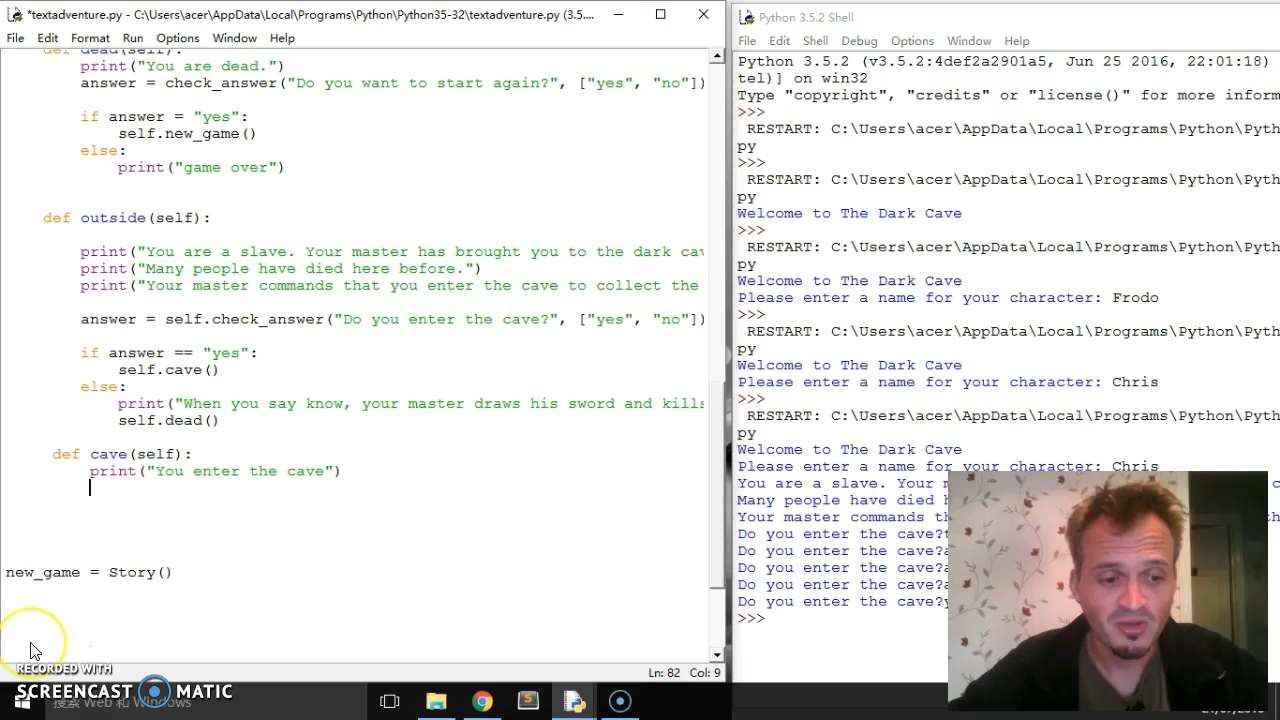 *textadventure.py - C:\Users\acer\AppData\Local\Programs\Python\Python35-32\textadventure.py (3.5....
File Edit Format Run Options Window Help
def dead(self):
print("You are dead.")
answer = check_answer("Do you want to start again?", ["yes", "no"])
if answer = "yes":
self.new_game()
else:
print("game over")
def outside(self):
print("You are a slave. Your master has brought you to the dark cav
print("Many people have died here before.")
print("Your master commands that you enter the cave to collect the
answer = self.check_answer("Do you enter the cave?", ["yes", "no"])
if answer == "yes":
self.cave()
else:
print("When you say know, your master draws his sword and kills
self.dead()
def cave(self):
print("You enter the cave")
new_game = Story()
Ln: 82 Col: 9
Python 3.5.2 Shell
File Edit Shell Debug Options Window Help
Python 3.5.2 (v3.5.2:4def2a2901a5, Jun 25 2016, 22:01:18)
tel)] on win32
Type "copyright", "credits" or "license()" for more inform
>>>
RESTART: C:\Users\acer\AppData\Local\Programs\Python\Pyth
py
>>>
RESTART: C:\Users\acer\AppData\Local\Programs\Python\Pyth
py
Welcome to The Dark Cave
>>>
RESTART: C:\Users\acer\AppData\Local\Programs\Python\Pyth
py
Welcome to The Dark Cave
Please enter a name for your character: Frodo
>>>
RESTART: C:\Users\acer\AppData\Local\Programs\Python\Pyth
py
Welcome to The Dark Cave
Please enter a name for your character: Chris
>>>
RESTART: C:\Users\acer\AppData\Local\Programs\Python\Pyth
py
Welcome to The Dark Cave
Please enter a name for your character: Chris
You are a slave. Your m
Many people have died h
Your master commands th
Do you enter the cave?
Do you enter the cave?a
Do you enter the cave?a
Do you enter the cave?a
Do you enter the cave?y
>>>
RECORDED WITH
SCREENCAST MATIC
搜索 Web 和 Windows